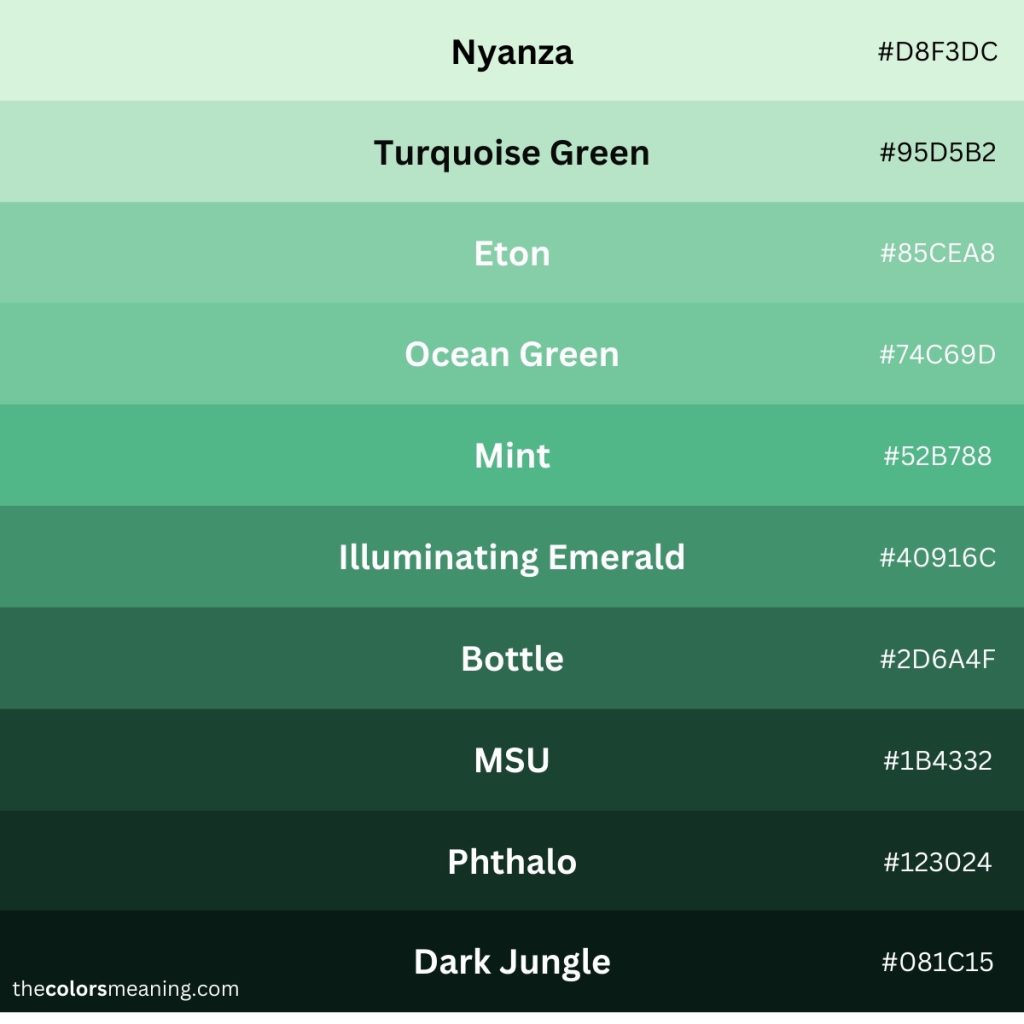 Nyanza #D8F3DC
Turquoise Green #95D5B2
Eton #85CEA8
Ocean Green #74C69D
Mint #52B788
Illuminating Emerald #40916C
Bottle #2D6A4F
MSU #1B4332
Phthalo #123024
Dark Jungle #081C15
thecolorsmeaning.com